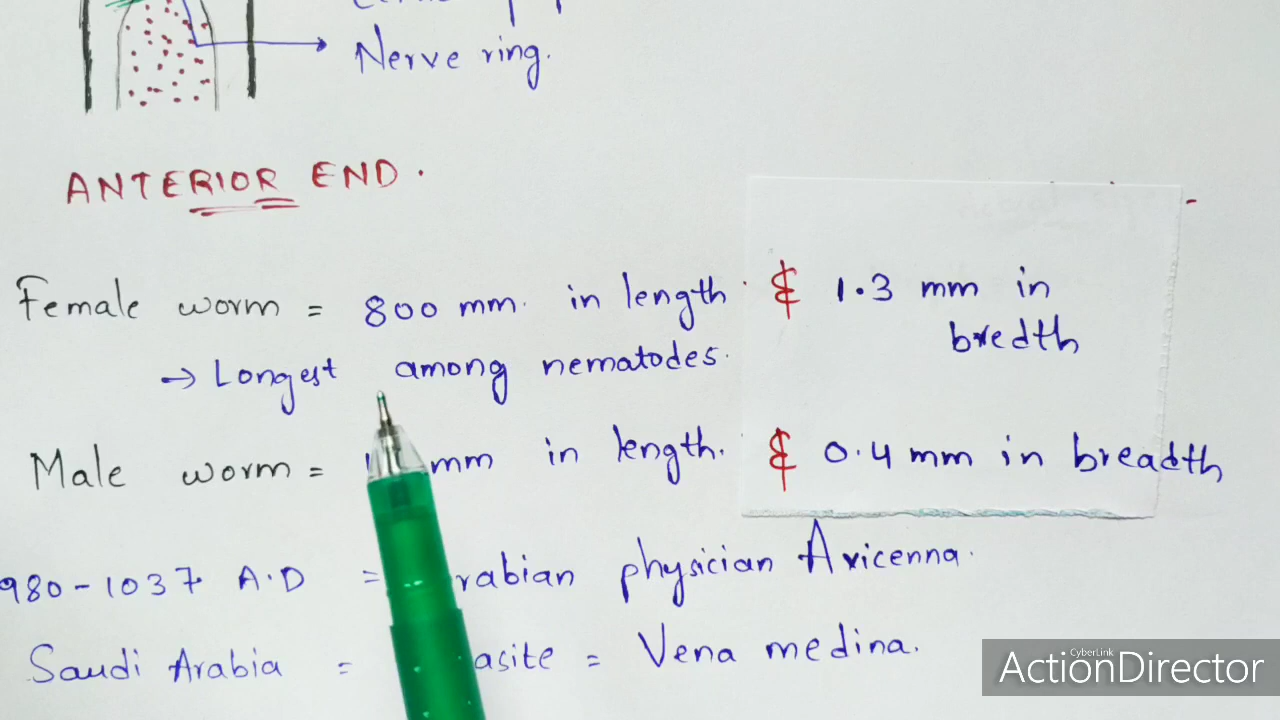 Nerve ring.
ANTERIOR END.
Female worm = 800 mm. in length. & 1.3 mm in
bredth
→ Longest among nematodes.
Male worm = mm in length. & 0.4 mm in breadth
980-1037 A.D = rabian physician Avicenna.
Saudi Arabia = asite = Vena medina.
CyberLink
ActionDirector